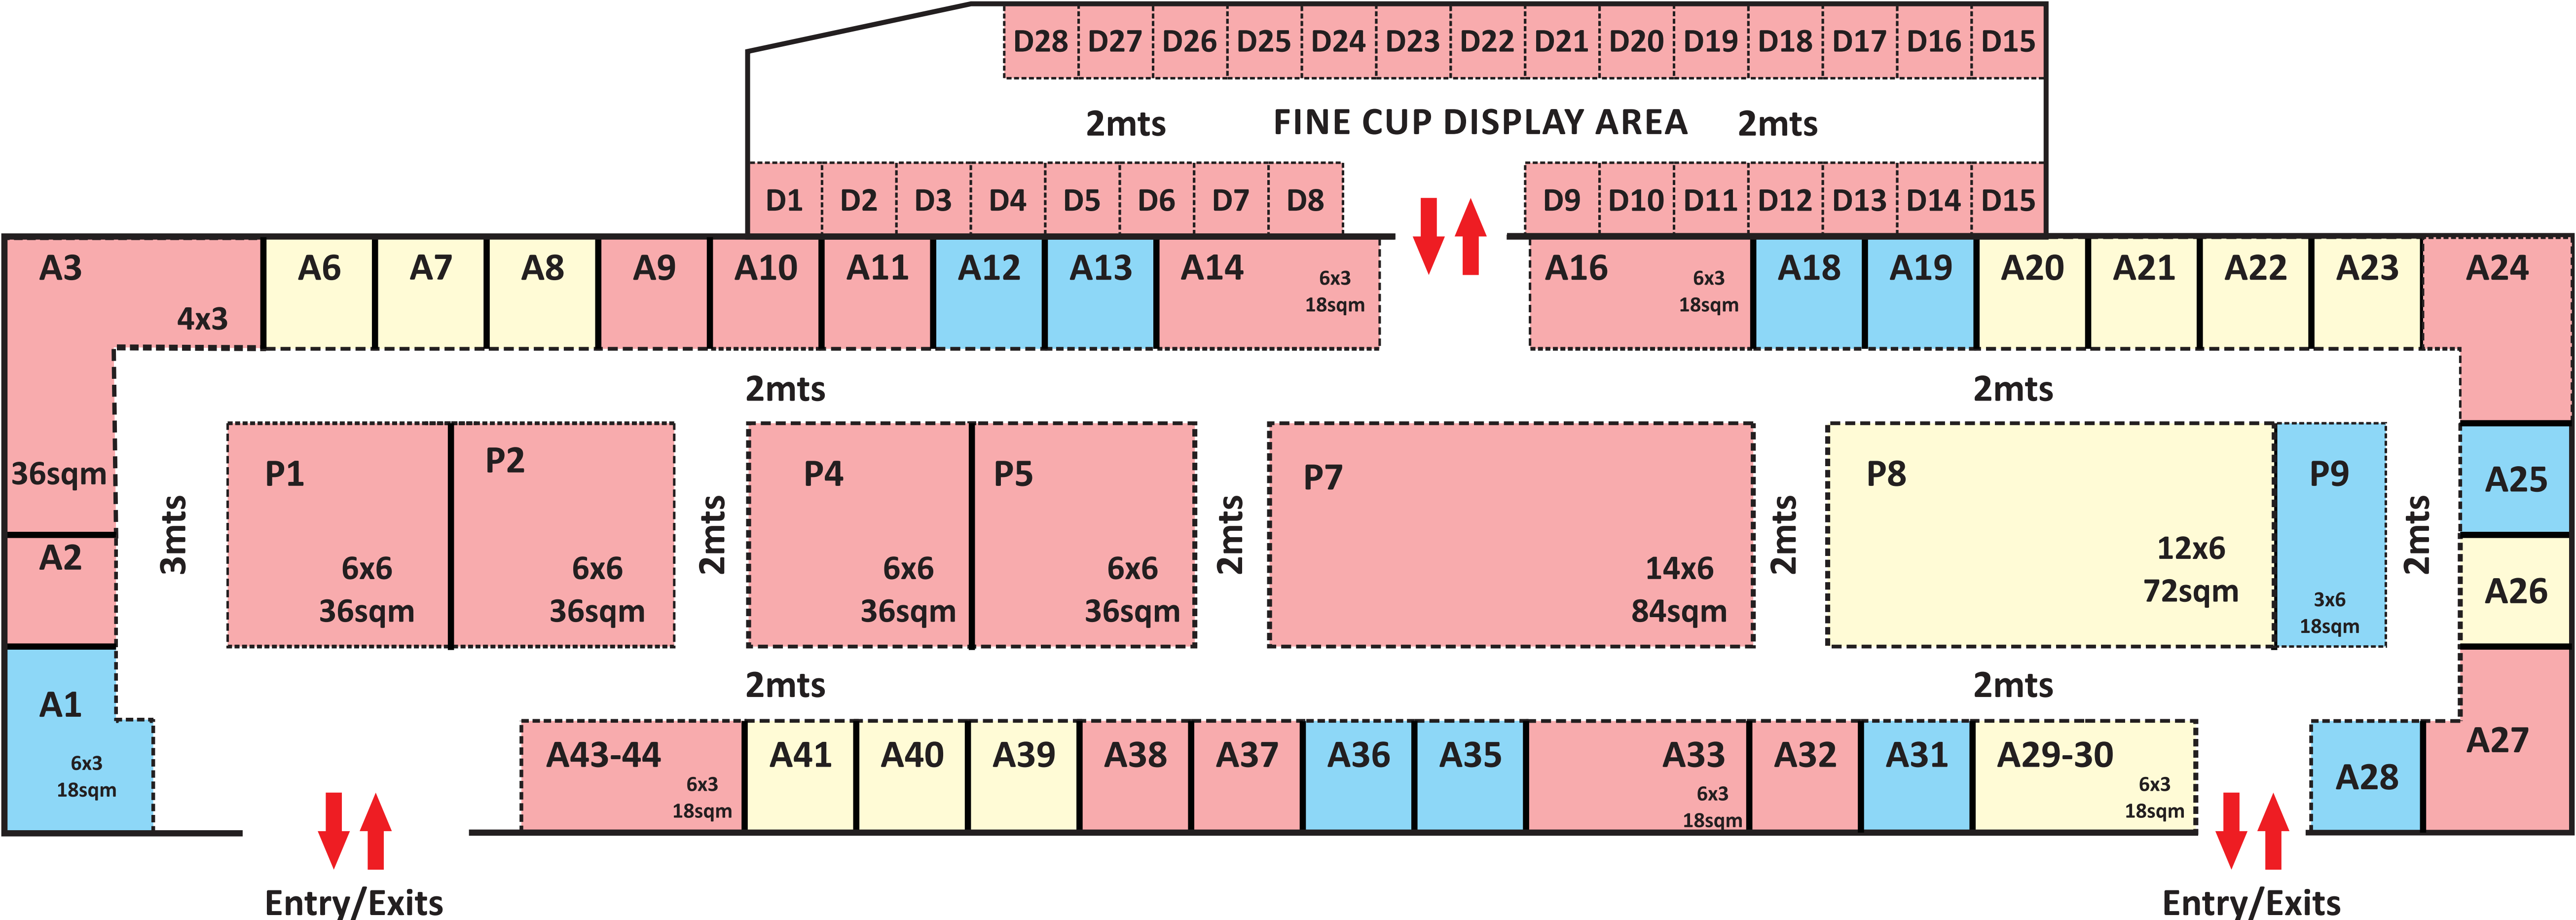 D28 D27 D26 D25 D24 D23 D22 D21 D20 D19 D18 D17 D16 D15
2mts FINE CUP DISPLAY AREA 2mts
D1 D2 D3 D4 D5 D6 D7 D8 D9 D10 D11 D12 D13 D14 D15
A3 A6 A7 A8 A9 A10 A11 A12 A13 A14 A16 A18 A19 A20 A21 A22 A23 A24
6x3 6x3
18sqm 18sqm
4x3
2mts 2mts
36sqm P1 P2 P4 P5 P7 P8 P9 A25
3mts 2mts 2mts 2mts 2mts
A2 6x6 6x6 6x6 6x6 14x6 12x6 3x6 A26
36sqm 36sqm 36sqm 36sqm 84sqm 72sqm 18sqm
2mts 2mts
A1 A43-44 A41 A40 A39 A38 A37 A36 A35 A33 A32 A31 A29-30 A28 A27
6x3 6x3 6x3 6x3
18sqm 18sqm 18sqm 18sqm
Entry/Exits Entry/Exits